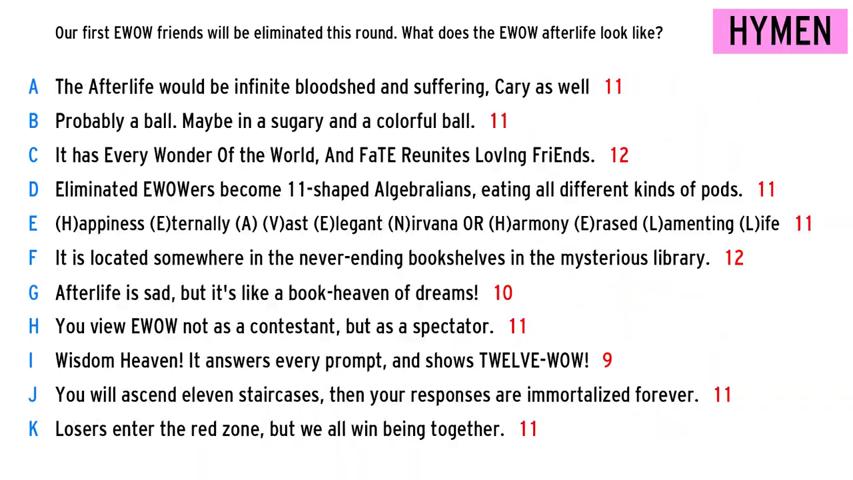 Our first EWOW friends will be eliminated this round. What does the EWOW afterlife look like?
HYMEN
A The Afterlife would be infinite bloodshed and suffering, Cary as well 11
B Probably a ball. Maybe in a sugary and a colorful ball. 11
C It has Every Wonder Of the World, And FaTE Reunites LovIng FriEnds. 12
D Eliminated EWOWers become 11-shaped Algebralians, eating all different kinds of pods. 11
E (H)appiness (E)ternally (A) (V)ast (E)legant (N)irvana OR (H)armony (E)rased (L)amenting (L)ife 11
F It is located somewhere in the never-ending bookshelves in the mysterious library. 12
G Afterlife is sad, but it's like a book-heaven of dreams! 10
H You view EWOW not as a contestant, but as a spectator. 11
I Wisdom Heaven! It answers every prompt, and shows TWELVE-WOW! 9
J You will ascend eleven staircases, then your responses are immortalized forever. 11
K Losers enter the red zone, but we all win being together. 11